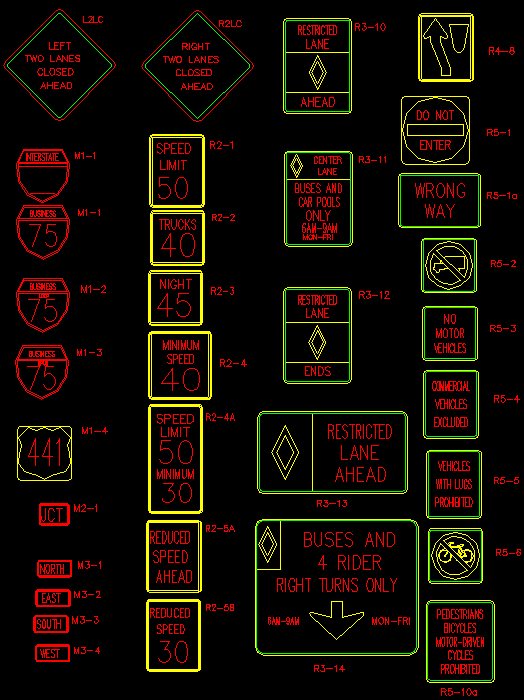 L2LC
LEFT
TWO LANES
CLOSED
AHEAD
M1-1
INTERSTATE
M1-1
BUSINESS
75
M1-2
BUSINESS
75
M1-3
BUSINESS
75
M1-4
441
M2-1
JCT
M3-1
NORTH
M3-2
EAST
M3-3
SOUTH
M3-4
WEST
R2LC
RIGHT
TWO LANES
CLOSED
AHEAD
R2-1
SPEED
LIMIT
50
R2-2
TRUCKS
40
R2-3
NIGHT
45
R2-4
MINIMUM
SPEED
40
R2-4A
SPEED
LIMIT
50
MINIMUM
30
R2-5A
REDUCED
SPEED
AHEAD
R2-5B
REDUCED
SPEED
30
R3-10
RESTRICTED
LANE
AHEAD
R3-11
CENTER
LANE
BUSES AND
CAR POOLS
ONLY
6AM-9AM
MON-FRI
R3-12
RESTRICTED
LANE
ENDS
RESTRICTED
LANE
AHEAD
R3-13
BUSES AND
4 RIDER
RIGHT TURNS ONLY
6AM-9AM MON-FRI
R3-14
R4-8
R5-1
DO NOT
ENTER
R5-1a
WRONG
WAY
R5-2
R5-3
NO
MOTOR
VEHICLES
R5-4
COMMERCIAL
VEHICLES
EXCLUDED
R5-5
VEHICLES
WITH LUGS
PROHIBITED
R5-6
PEDESTRIANS
BICYCLES
MOTOR-DRIVEN
CYCLES
PROHIBITED
R5-10a